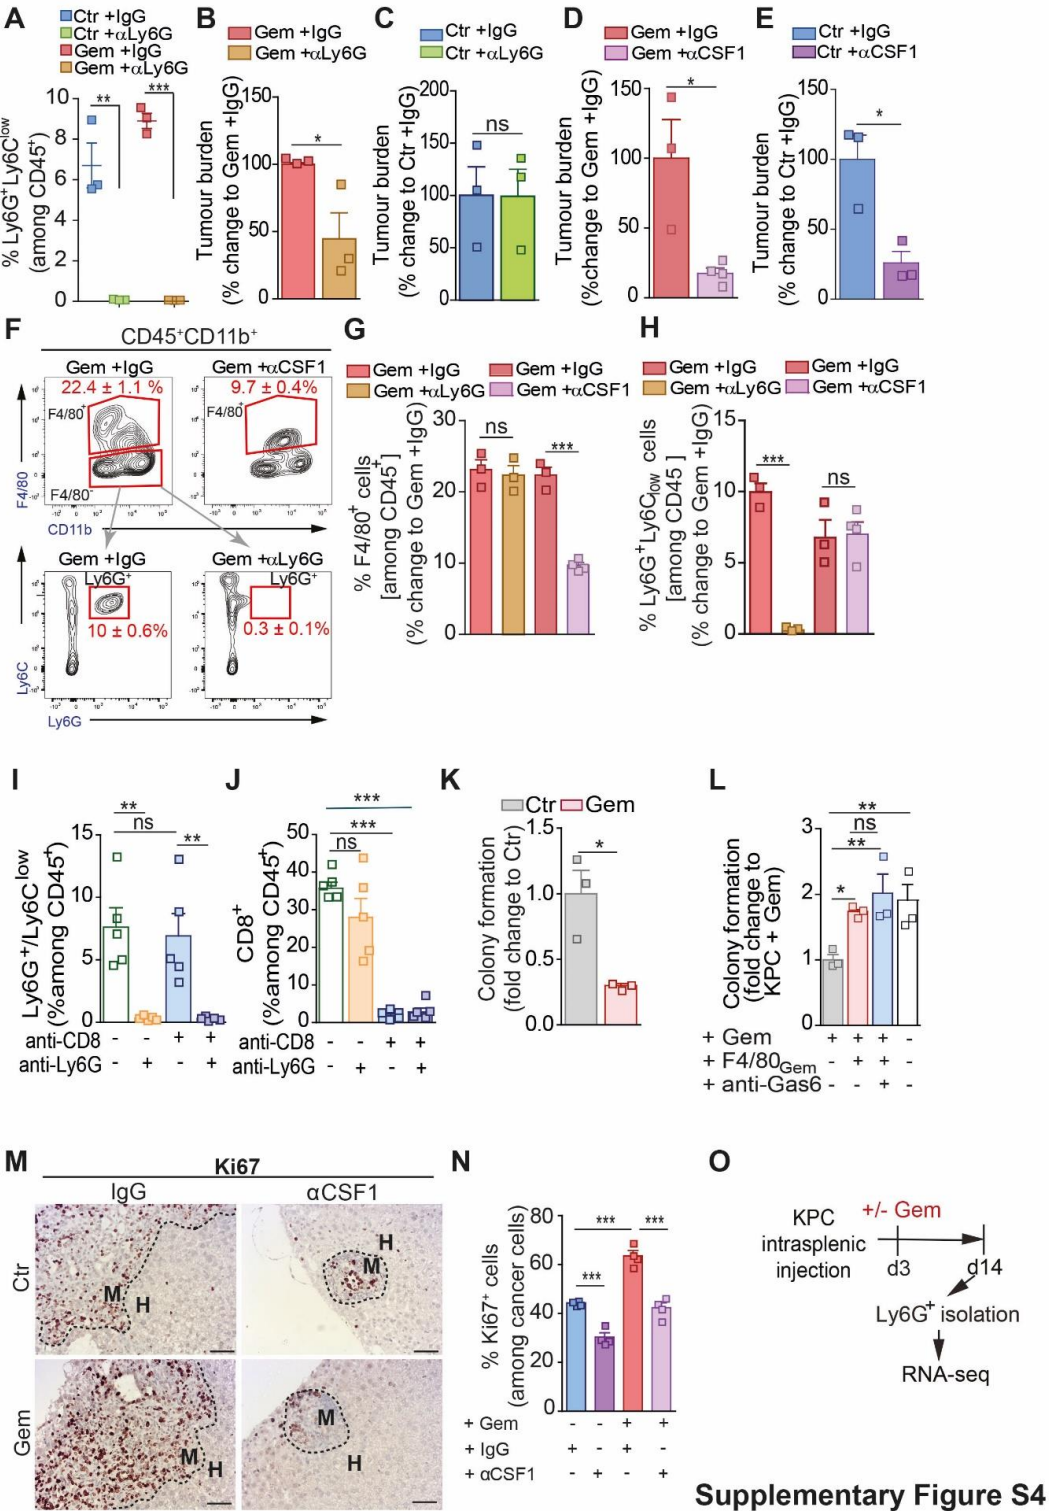 A
Ctr +IgG
Ctr +αLy6G
Gem +IgG
Gem +αLy6G
% Ly6G+Ly6Clow
(among CD45+)
10
8
6
4
2
0
**
***
B
Gem +IgG
Gem +αLy6G
Tumour burden
(% change to Gem +IgG)
150
100
50
0
*
C
Ctr +IgG
Ctr +αLy6G
Tumour burden
(% change to Ctr +IgG)
200
150
100
50
0
ns
D
Gem +IgG
Gem +αCSF1
Tumour burden
(%change to Gem +IgG)
150
100
50
0
*
E
Ctr +IgG
Ctr +αCSF1
Tumour burden
(% change to Ctr +IgG)
150
100
50
0
*
F
CD45+CD11b+
Gem +IgG
Gem +αCSF1
22.4 ± 1.1 %
9.7 ± 0.4%
F4/80+
F4/80+
F4/80-
F4/80
CD11b
Gem +IgG
Gem +αLy6G
Ly6G+
Ly6G+
10 ± 0.6%
0.3 ± 0.1%
Ly6C
Ly6G
G
Gem +IgG
Gem +IgG
Gem +αLy6G
Gem +αCSF1
% F4/80+ cells
[among CD45+]
(% change to Gem +IgG)
30
20
10
0
ns
***
H
Gem +IgG
Gem +IgG
Gem +αLy6G
Gem +αCSF1
% Ly6G+Ly6Clow cells
[among CD45 ]
(% change to Gem +IgG)
15
10
5
0
***
ns
I
Ly6G+/Ly6Clow
(%among CD45+)
15
10
5
0
**
ns
**
anti-CD8 - - + +
anti-Ly6G - + - +
J
CD8+
(%among CD45+)
50
40
30
20
10
0
***
***
ns
anti-CD8 - - + +
anti-Ly6G - + - +
K
Ctr Gem
Colony formation
(fold change to Ctr)
1.5
1.0
0.5
0.0
*
L
Colony formation
(fold change to
KPC + Gem)
3
2
1
0
**
ns
**
*
+ Gem + + + -
+ F4/80Gem - + + -
+ anti-Gas6 - - + -
M
Ki67
IgG
αCSF1
Ctr
M
H
H
M
Gem
M
H
M
H
N
% Ki67+ cells
(among cancer cells)
80
60
40
20
0
***
***
***
+ Gem - - + +
+ IgG + - + -
+ αCSF1 - + - +
O
KPC
intrasplenic
injection
+/- Gem
d3
d14
Ly6G+ isolation
RNA-seq
Supplementary Figure S4